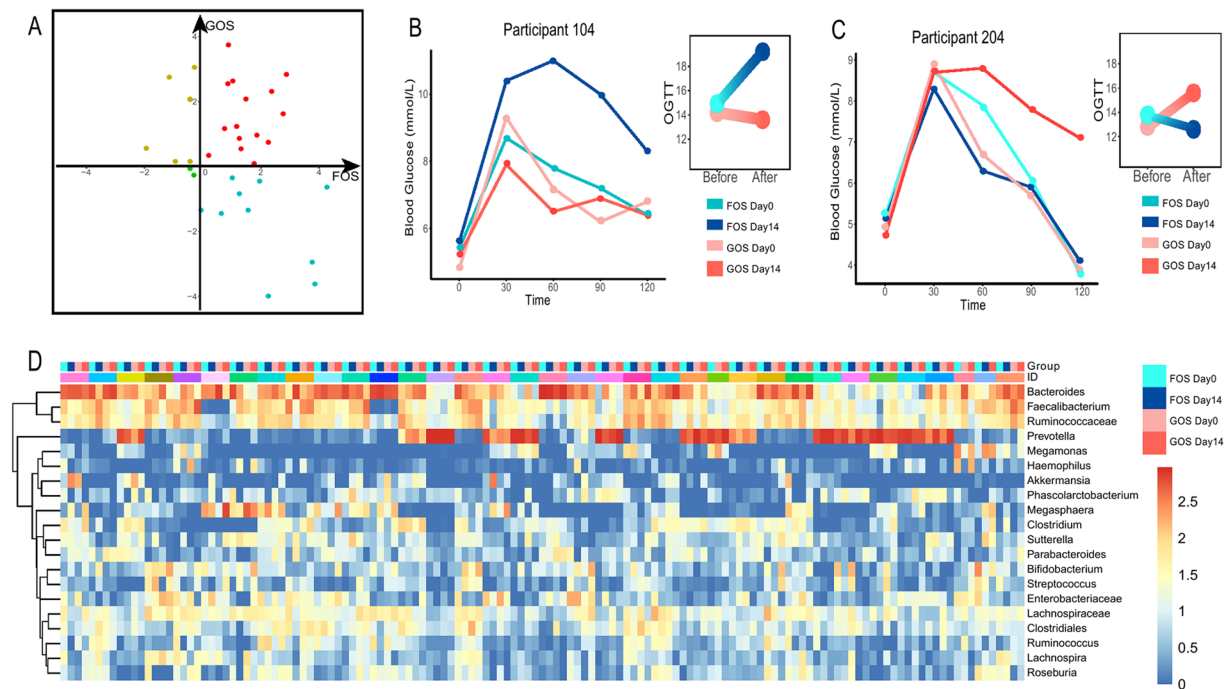 A
GOS
FOS
−4
−2
0
2
4
4
2
0
−2
−4
B
Participant 104
Blood Glucose (mmol/L)
10
8
6
0
30
60
90
120
Time
OGTT
18
16
14
12
Before
After
FOS Day0
FOS Day14
GOS Day0
GOS Day14
C
Participant 204
Blood Glucose (mmol/L)
9
8
7
6
5
4
0
30
60
90
120
Time
OGTT
18
16
14
12
Before
After
FOS Day0
FOS Day14
GOS Day0
GOS Day14
D
Group
ID
Bacteroides
Faecalibacterium
Ruminococcaceae
Prevotella
Megamonas
Haemophilus
Akkermansia
Phascolarctobacterium
Megasphaera
Clostridium
Sutterella
Parabacteroides
Bifidobacterium
Streptococcus
Enterobacteriaceae
Lachnospiraceae
Clostridiales
Ruminococcus
Lachnospira
Roseburia
FOS Day0
FOS Day14
GOS Day0
GOS Day14
2.5
2
1.5
1
0.5
0